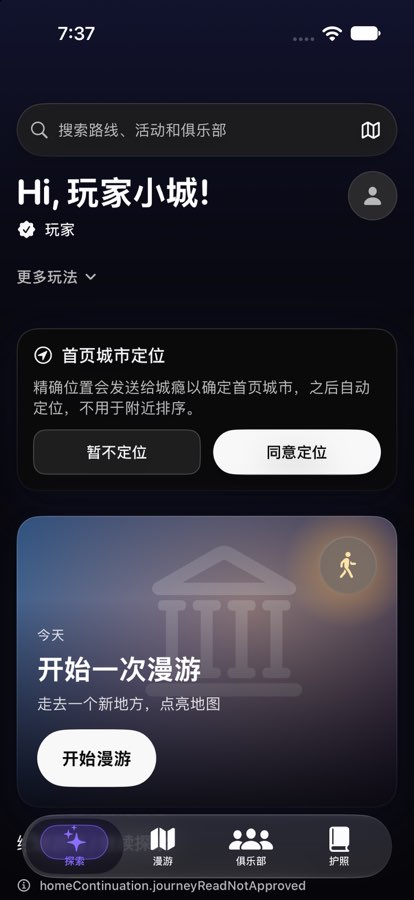 7:37
搜索路线、活动和俱乐部
Hi, 玩家小城!
玩家
更多玩法
首页城市定位
精确位置会发送给城瘾以确定首页城市，之后自动
定位，不用于附近排序。
暂不定位
同意定位
今天
开始一次漫游
走去一个新地方，点亮地图
开始漫游
探索
漫游
俱乐部
护照
homeContinuation.journeyReadNotApproved